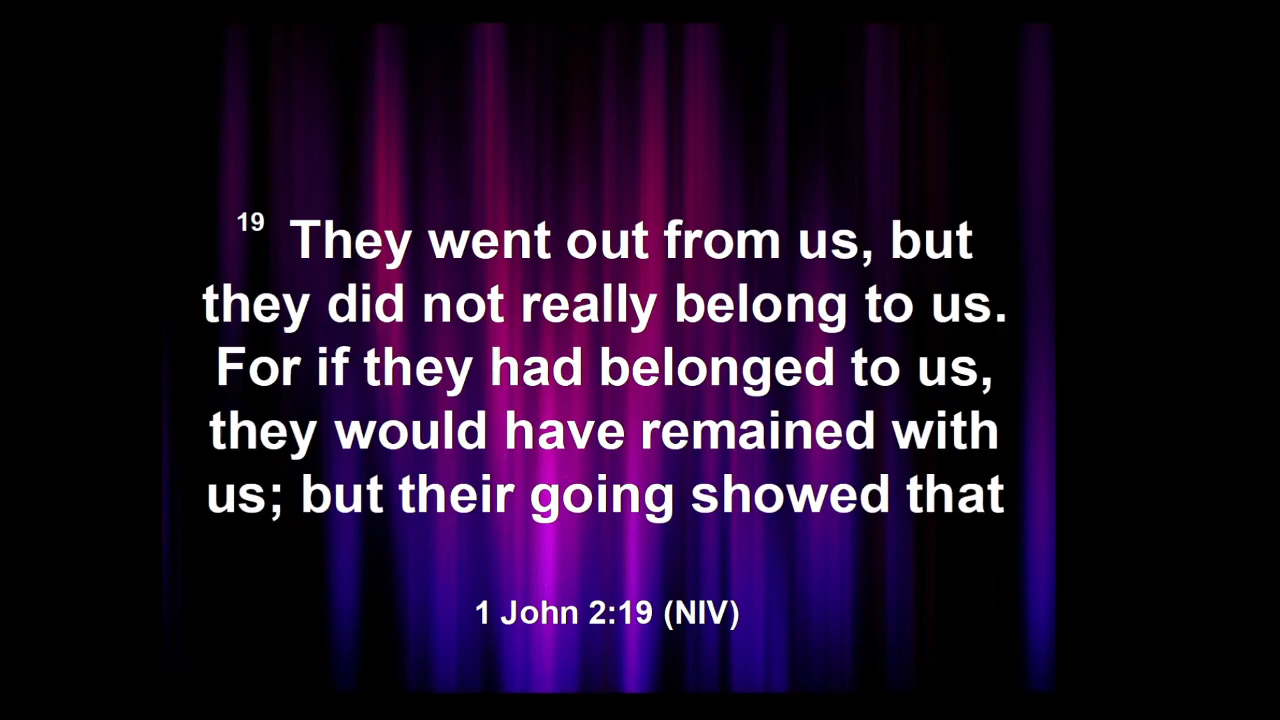 19 They went out from us, but
they did not really belong to us.
For if they had belonged to us,
they would have remained with
us; but their going showed that
1 John 2:19 (NIV)